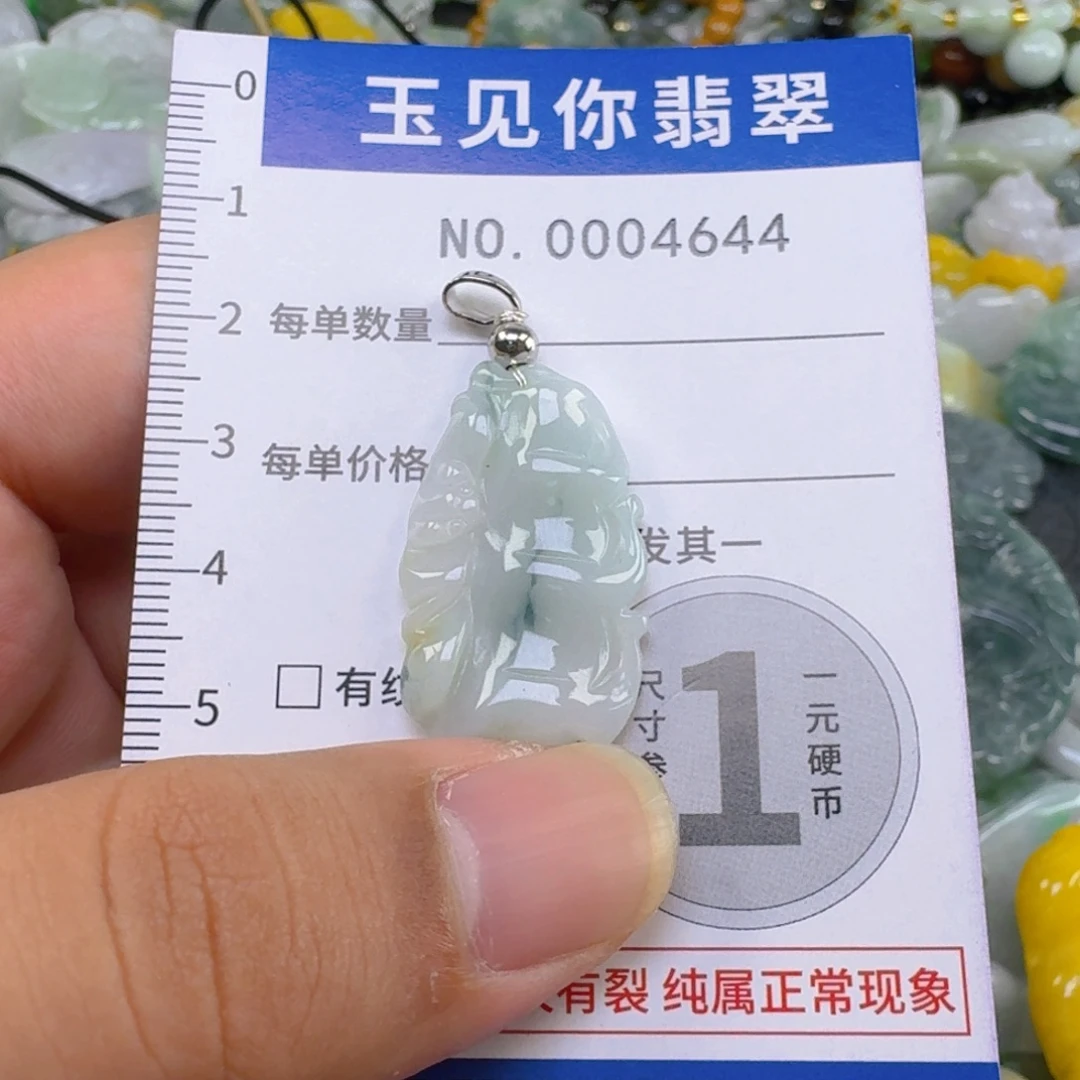 玉见你翡翠
NO. 0004644
0
1
2
3
4
5
每单数量
每单价格
发其一
有纹
尺寸参
1
一元硬币
有裂 纯属正常现象